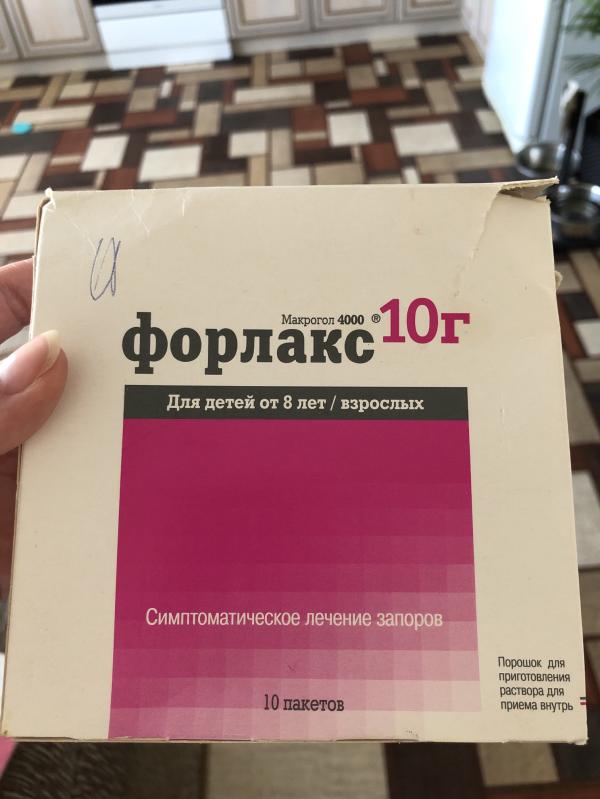 Макрогол 4000 ®
форлакс 10г
Для детей от 8 лет / взрослых
Симптоматическое лечение запоров
10 пакетов
Порошок для
приготовления
раствора для
приема внутрь